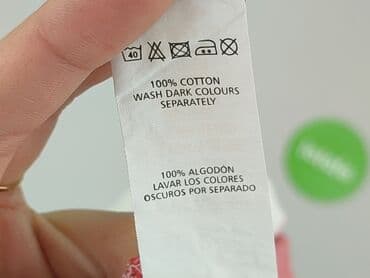 40
100% COTTON
WASH DARK COLOURS
SEPARATELY
100% ALGODÓN
LAVAR LOS COLORES
OSCUROS POR SEPARADO